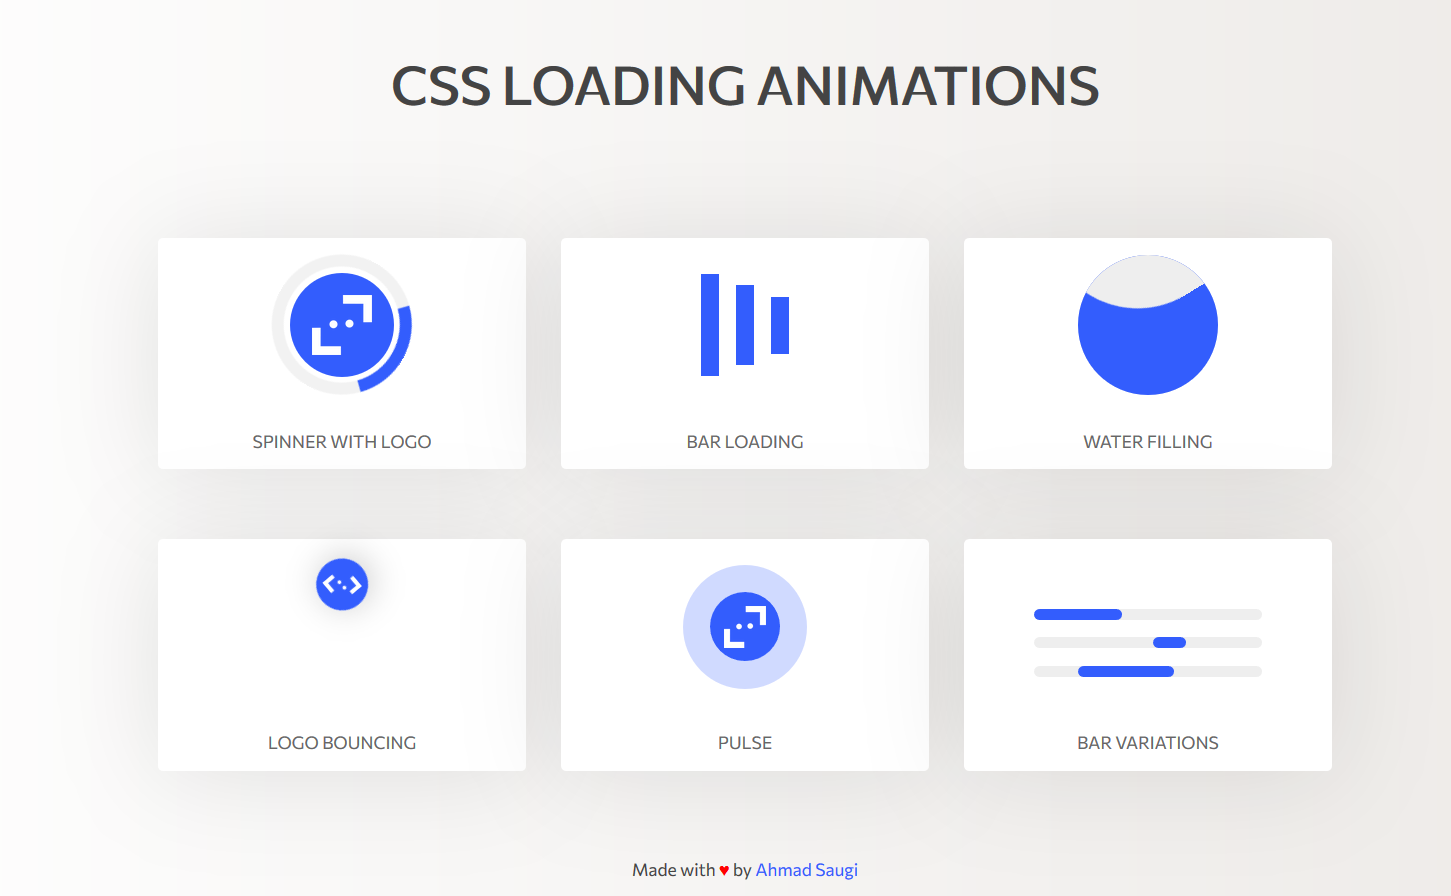 CSS LOADING ANIMATIONS
SPINNER WITH LOGO
BAR LOADING
WATER FILLING
LOGO BOUNCING
PULSE
BAR VARIATIONS
Made with ♥ by Ahmad Saugi